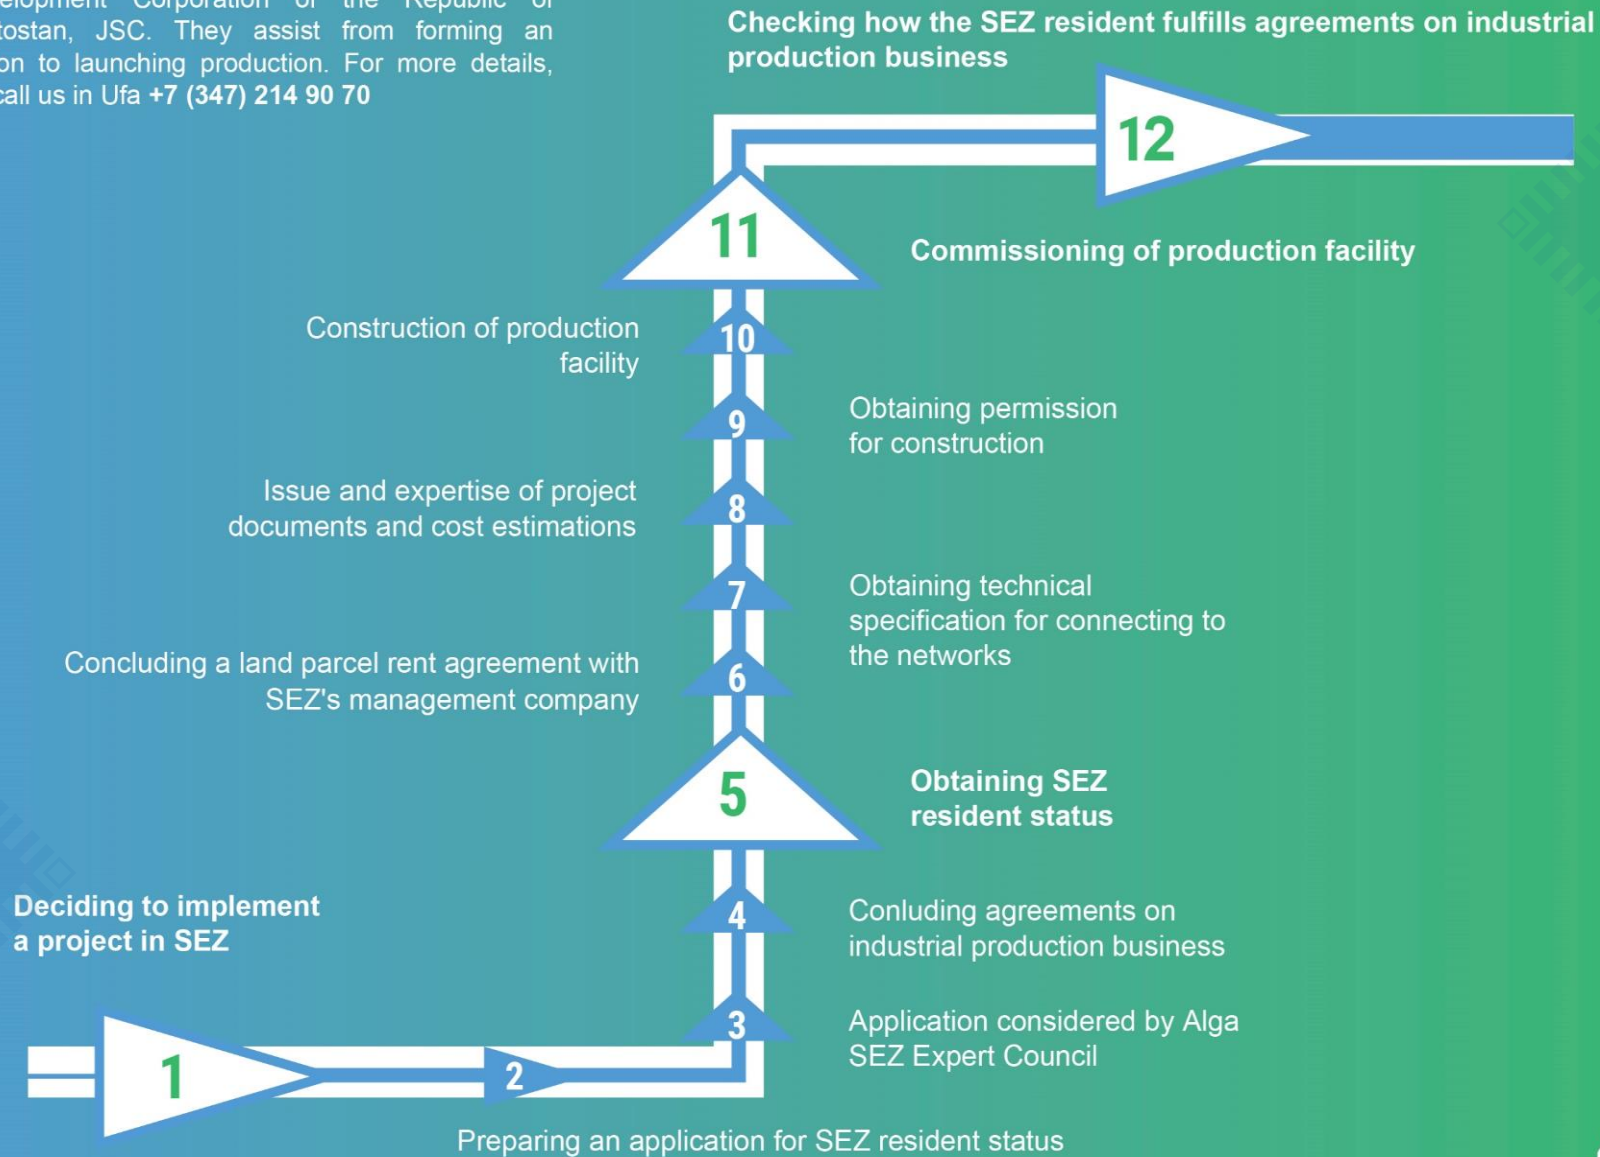 Corporation of the Republic of
JSC. They assist from forming an
to launching production. For more details,
call us in Ufa +7 (347) 214 90 70
Checking how the SEZ resident fulfills agreements on industrial
production business
12
11
Commissioning of production facility
Construction of production
facility
10
9
Obtaining permission
for construction
Issue and expertise of project
documents and cost estimations
8
7
Obtaining technical
specification for connecting to
the networks
Concluding a land parcel rent agreement with
SEZ's management company
6
5
Obtaining SEZ
resident status
Deciding to implement
a project in SEZ
4
Conluding agreements on
industrial production business
3
Application considered by Alga
SEZ Expert Council
1
2
Preparing an application for SEZ resident status